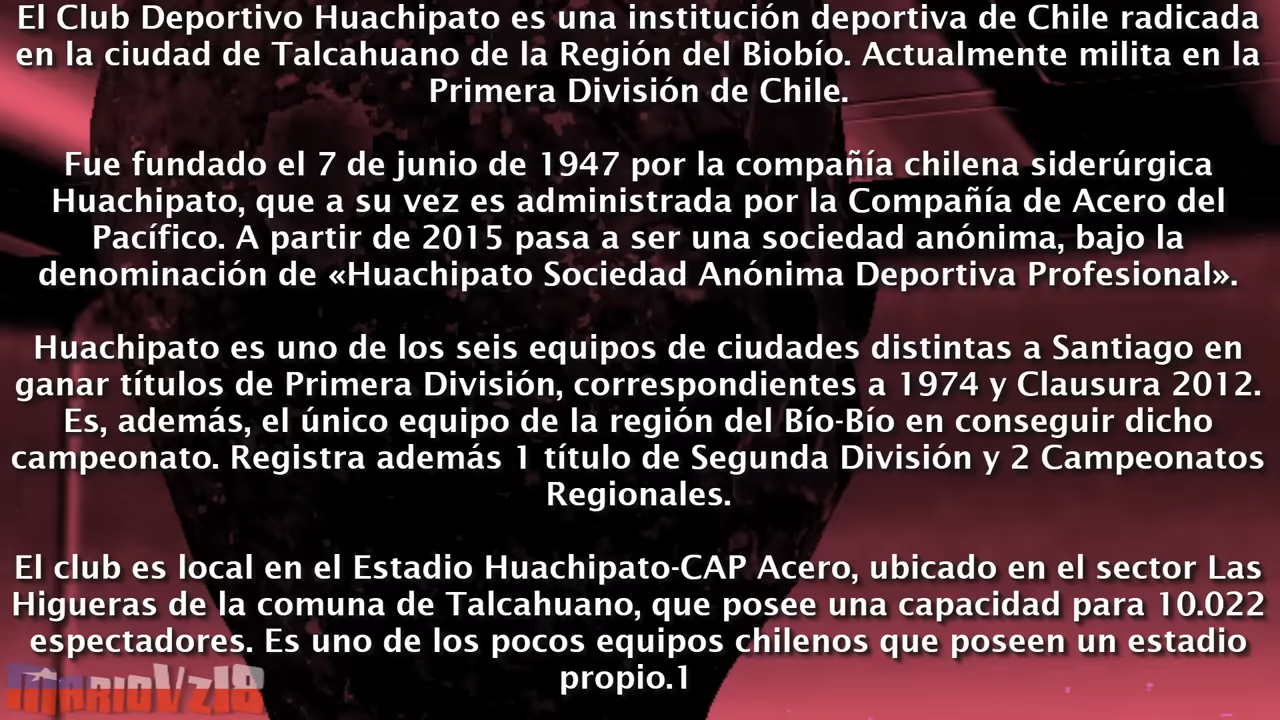 El Club Deportivo Huachipato es una institución deportiva de Chile radicada
en la ciudad de Talcahuano de la Región del Biobío. Actualmente milita en la
Primera División de Chile.
Fue fundado el 7 de junio de 1947 por la compañía chilena siderúrgica
Huachipato, que a su vez es administrada por la Compañía de Acero del
Pacífico. A partir de 2015 pasa a ser una sociedad anónima, bajo la
denominación de «Huachipato Sociedad Anónima Deportiva Profesional».
Huachipato es uno de los seis equipos de ciudades distintas a Santiago en
ganar títulos de Primera División, correspondientes a 1974 y Clausura 2012.
Es, además, el único equipo de la región del Bío-Bío en conseguir dicho
campeonato. Registra además 1 título de Segunda División y 2 Campeonatos
Regionales.
El club es local en el Estadio Huachipato-CAP Acero, ubicado en el sector Las
Higueras de la comuna de Talcahuano, que posee una capacidad para 10.022
espectadores. Es uno de los pocos equipos chilenos que poseen un estadio
propio.1
MarioVz18